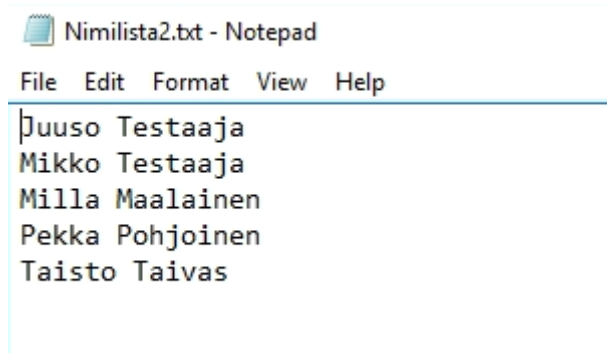 Nimilista2.txt - Notepad
File Edit Format View Help
Juuso Testaaja
Mikko Testaaja
Milla Maalainen
Pekka Pohjoinen
Taisto Taivas